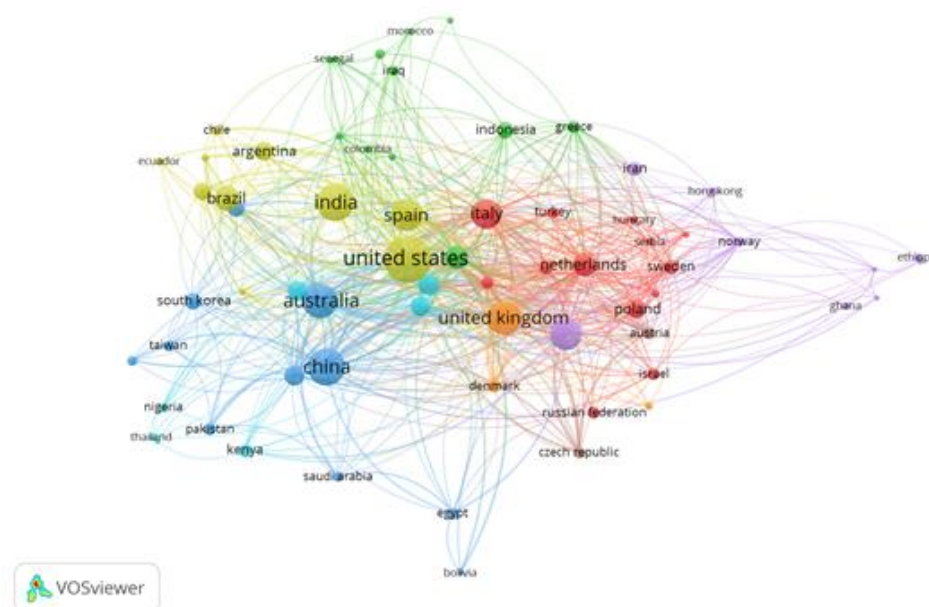 morocco
senegal
iraq
chile
indonesia
greece
argentina
colombia
ecuador
iran
hong kong
brazil
india
spain
italy
turkey
hungary
serbia
norway
united states
netherlands
sweden
ethiop
south korea
australia
united kingdom
poland
ghana
austria
taiwan
china
denmark
israel
nigeria
russian federation
pakistan
thailand
kenya
czech republic
saudi arabia
egypt
bolivia
VOSviewer